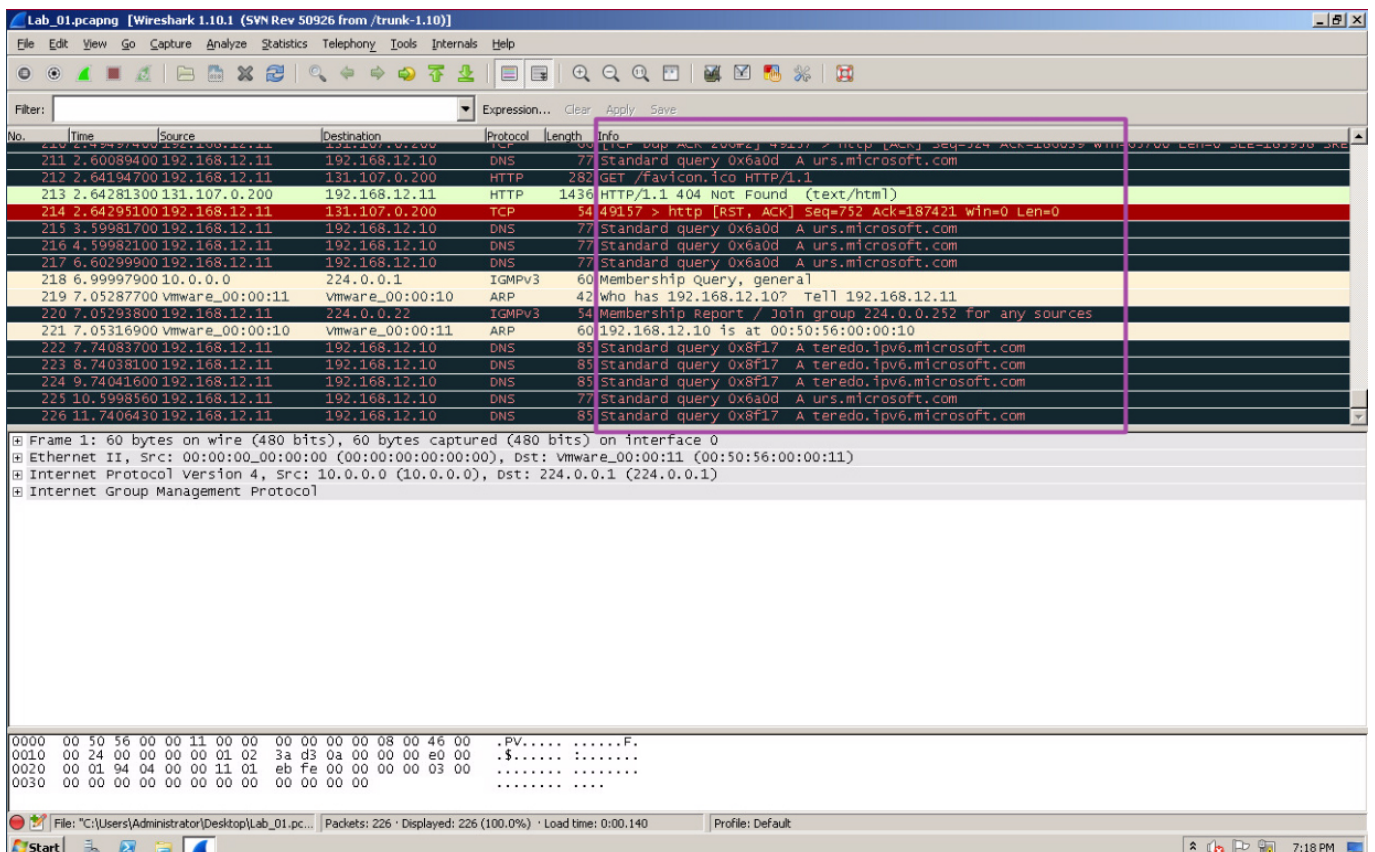 Lab_01.pcapng [Wireshark 1.10.1 (SVN Rev 50926 from /trunk-1.10)]
File Edit View Go Capture Analyze Statistics Telephony Tools Internals Help
Filter: Expression... Clear Apply Save
No. Time Source Destination Protocol Length Info
211 2.60089400 192.168.12.11 192.168.12.10 DNS 77 Standard query 0x6a0d A urs.microsoft.com
212 2.64194700 192.168.12.11 131.107.0.200 HTTP 282 GET /favicon.ico HTTP/1.1
213 2.64281300 131.107.0.200 192.168.12.11 HTTP 1436 HTTP/1.1 404 Not Found (text/html)
214 2.64295100 192.168.12.11 131.107.0.200 TCP 54 49157 > http [RST, ACK] Seq=752 Ack=187421 Win=0 Len=0
215 3.59981700 192.168.12.11 192.168.12.10 DNS 77 Standard query 0x6a0d A urs.microsoft.com
216 4.59982100 192.168.12.11 192.168.12.10 DNS 77 Standard query 0x6a0d A urs.microsoft.com
217 6.60299900 192.168.12.11 192.168.12.10 DNS 77 Standard query 0x6a0d A urs.microsoft.com
218 6.99997900 10.0.0.0 224.0.0.1 IGMPv3 60 Membership Query, general
219 7.05287700 Vmware_00:00:11 Vmware_00:00:10 ARP 42 Who has 192.168.12.10? Tell 192.168.12.11
220 7.05293800 192.168.12.11 224.0.0.22 IGMPv3 54 Membership Report / Join group 224.0.0.252 for any sources
221 7.05316900 Vmware_00:00:10 Vmware_00:00:11 ARP 60 192.168.12.10 is at 00:50:56:00:00:10
222 7.74083700 192.168.12.11 192.168.12.10 DNS 85 Standard query 0x8f17 A teredo.ipv6.microsoft.com
223 8.74038100 192.168.12.11 192.168.12.10 DNS 85 Standard query 0x8f17 A teredo.ipv6.microsoft.com
224 9.74041600 192.168.12.11 192.168.12.10 DNS 85 Standard query 0x8f17 A teredo.ipv6.microsoft.com
225 10.5998560 192.168.12.11 192.168.12.10 DNS 77 Standard query 0x6a0d A urs.microsoft.com
226 11.7406430 192.168.12.11 192.168.12.10 DNS 85 Standard query 0x8f17 A teredo.ipv6.microsoft.com
Frame 1: 60 bytes on wire (480 bits), 60 bytes captured (480 bits) on interface 0
Ethernet II, Src: 00:00:00_00:00:00 (00:00:00:00:00:00), Dst: Vmware_00:00:11 (00:50:56:00:00:11)
Internet Protocol Version 4, Src: 10.0.0.0 (10.0.0.0), Dst: 224.0.0.1 (224.0.0.1)
Internet Group Management Protocol
0000 00 50 56 00 00 11 00 00 00 00 00 00 08 00 46 00 .PV..... ......F.
0010 00 24 00 00 00 00 01 02 3a d3 0a 00 00 00 e0 00 .$...... :.......
0020 00 01 94 04 00 00 11 01 eb fe 00 00 00 00 03 00 ........ ........
0030 00 00 00 00 00 00 00 00 00 00 00 00 ........ ....
File: "C:\Users\Administrator\Desktop\Lab_01.pc... Packets: 226 · Displayed: 226 (100.0%) · Load time: 0:00.140 Profile: Default
Start 7:18 PM